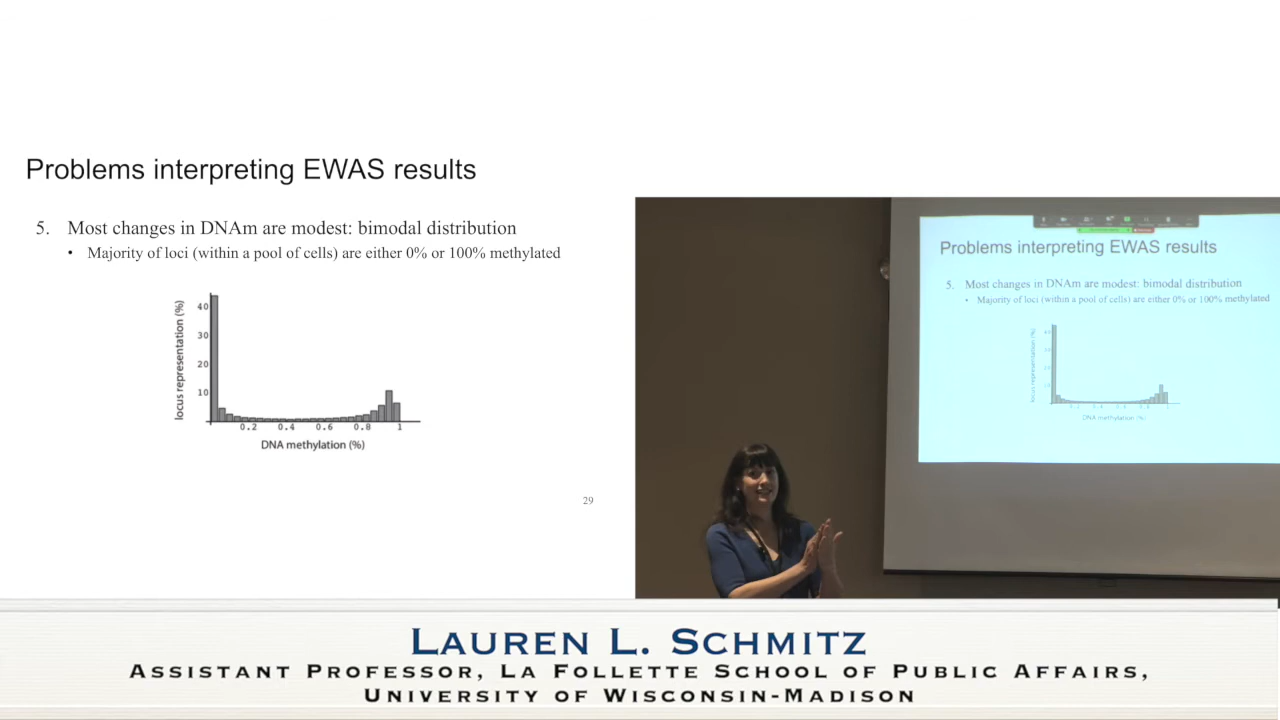 Problems interpreting EWAS results
5. Most changes in DNAm are modest: bimodal distribution
• Majority of loci (within a pool of cells) are either 0% or 100% methylated
locus representation (%)
40
30
20
10
0.2 0.4 0.6 0.8 1
DNA methylation (%)
29
Problems interpreting EWAS results
5. Most changes in DNAm are modest: bimodal distribution
• Majority of loci (within a pool of cells) are either 0% or 100% methylated
locus representation (%)
DNA methylation (%)
LAUREN L. SCHMITZ
ASSISTANT PROFESSOR, LA FOLLETTE SCHOOL OF PUBLIC AFFAIRS,
UNIVERSITY OF WISCONSIN-MADISON